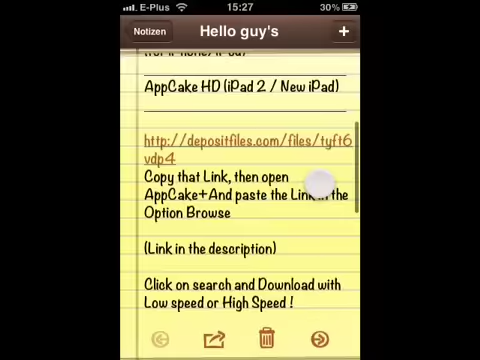 E-Plus 15:27 30%
Notizen Hello guy's +
AppCake HD (iPad 2 / New iPad)
http://depositfiles.com/files/tyft6
vdp4
Copy that Link, then open
AppCake+And paste the Link in the
Option Browse
(Link in the description)
Click on search and Download with
Low speed or High Speed !